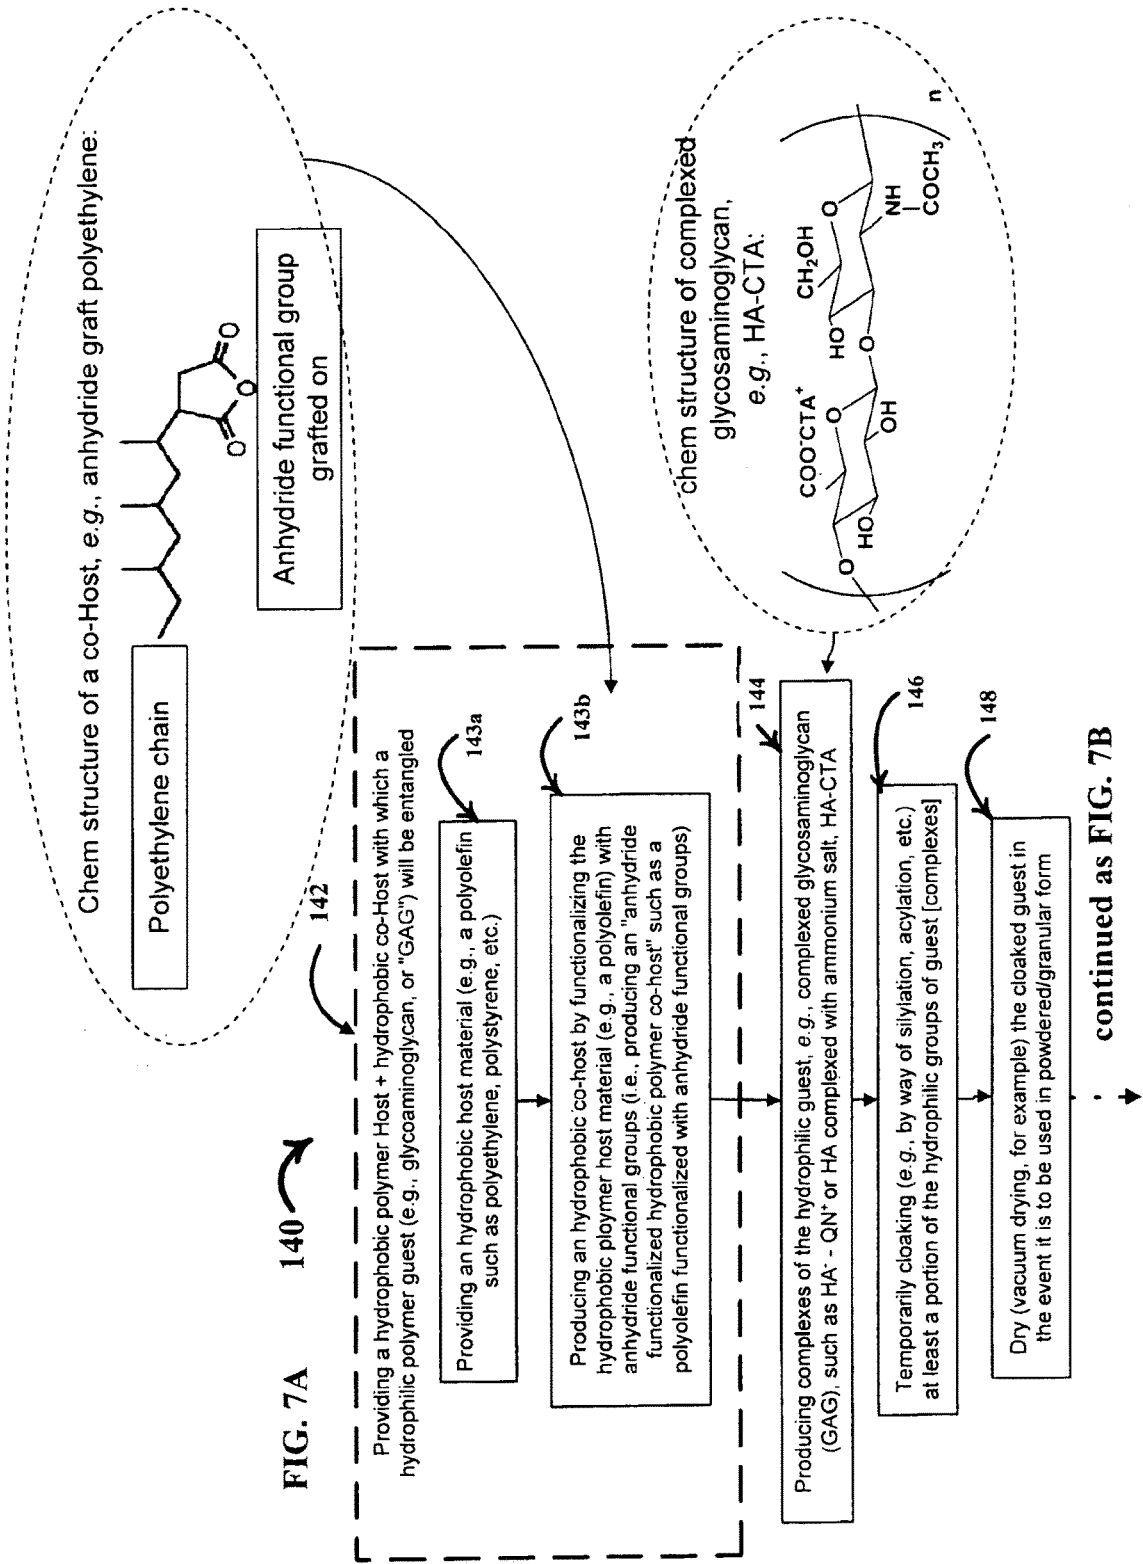 FIG. 7A
140
Chem structure of a co-Host, e.g., anhydride graft polyethylene:
Polyethylene chain
O
O
O
Anhydride functional group
grafted on
142
Providing a hydrophobic polymer Host + hydrophobic co-Host with which a
hydrophilic polymer guest (e.g., glycoaminoglycan, or "GAG") will be entangled
143a
Providing an hydrophobic host material (e.g., a polyolefin
such as polyethylene, polystyrene, etc.)
143b
Producing an hydrophobic co-host by functionalizing the
hydrophobic ploymer host material (e.g., a polyolefin) with
anhydride functional groups (i.e., producing an "anhydride
functionalized hydrophobic polymer co-host" such as a
polyolefin functionalized with anhydride functional groups)
chem structure of complexed
glycosaminoglycan,
e.g., HA-CTA:
COO⁻CTA⁺
CH₂OH
O
HO
O
OH
O
HO
O
NH
COCH₃
n
144
Producing complexes of the hydrophilic guest, e.g., complexed glycosaminoglycan
(GAG), such as HA⁻ - QN⁺ or HA complexed with ammonium salt, HA-CTA
146
Temporarily cloaking (e.g., by way of silylation, acylation, etc.)
at least a portion of the hydrophilic groups of guest [complexes]
148
Dry (vacuum drying, for example) the cloaked guest in
the event it is to be used in powdered/granular form
continued as FIG. 7B